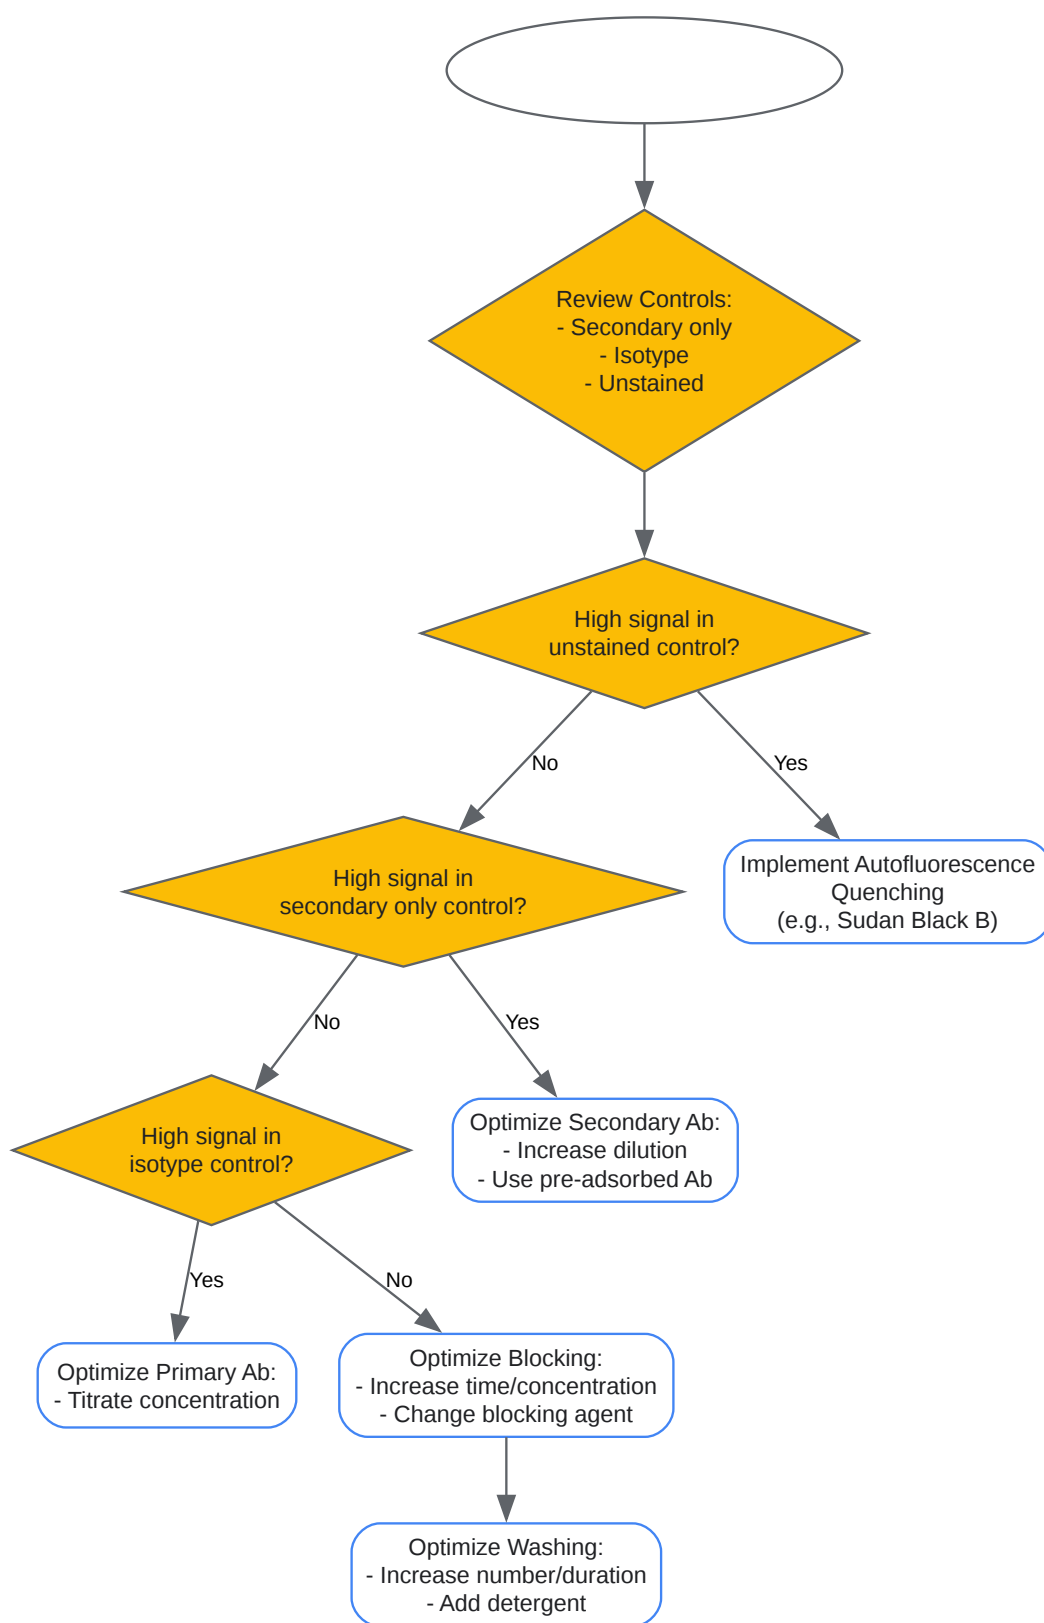 Review Controls:
- Secondary only
- Isotype
- Unstained
High signal in
unstained control?
No
Yes
High signal in
secondary only control?
Implement Autofluorescence
Quenching
(e.g., Sudan Black B)
No
Yes
High signal in
isotype control?
Optimize Secondary Ab:
- Increase dilution
- Use pre-adsorbed Ab
Yes
No
Optimize Primary Ab:
- Titrate concentration
Optimize Blocking:
- Increase time/concentration
- Change blocking agent
Optimize Washing:
- Increase number/duration
- Add detergent